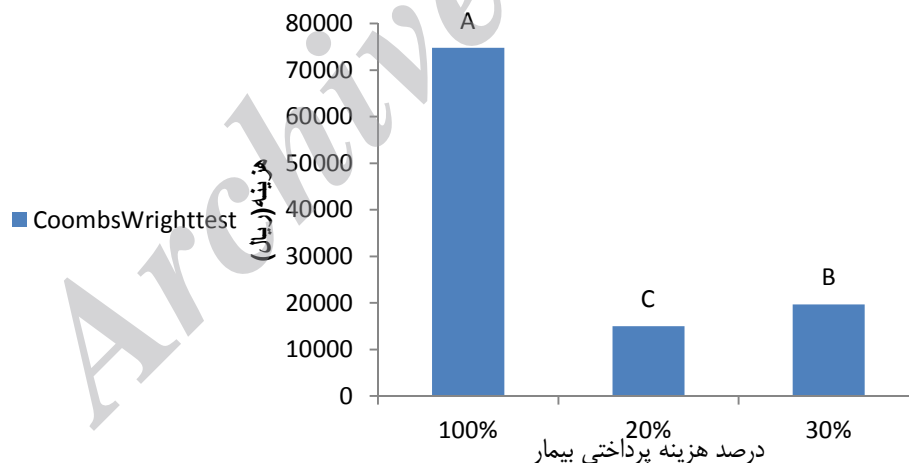 80000
70000
60000
50000
40000
30000
20000
10000
0
هزینه(ریال)
CoombsWrighttest
A
C
B
100%
20%
30%
درصد هزینه پرداختی بیمار
Archive